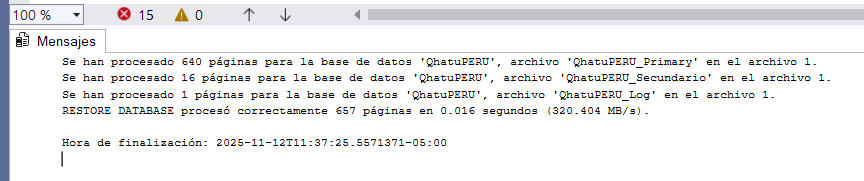 100 %
15
0
Mensajes
Se han procesado 640 páginas para la base de datos 'QhatuPERU', archivo 'QhatuPERU_Primary' en el archivo 1.
Se han procesado 16 páginas para la base de datos 'QhatuPERU', archivo 'QhatuPERU_Secundario' en el archivo 1.
Se han procesado 1 páginas para la base de datos 'QhatuPERU', archivo 'QhatuPERU_Log' en el archivo 1.
RESTORE DATABASE procesó correctamente 657 páginas en 0.016 segundos (320.404 MB/s).
Hora de finalización: 2025-11-12T11:37:25.5571371-05:00